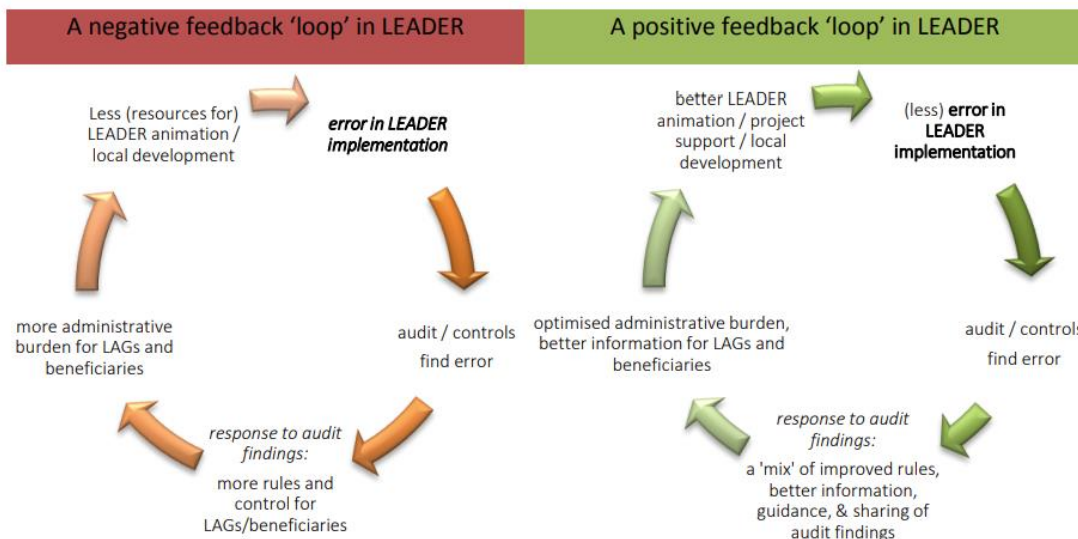 A negative feedback ‘loop’ in LEADER
Less (resources for)
LEADER animation /
local development
error in LEADER
implementation
audit / controls
find error
response to audit
findings:
more rules and
control for
LAGs/beneficiaries
more administrative
burden for LAGs and
beneficiaries
A positive feedback ‘loop’ in LEADER
better LEADER
animation / project
support / local
development
(less) error in
LEADER
implementation
audit / controls
find error
response to audit
findings:
a 'mix' of improved rules,
better information,
guidance, & sharing of
audit findings
optimised administrative burden,
better information for LAGs and
beneficiaries